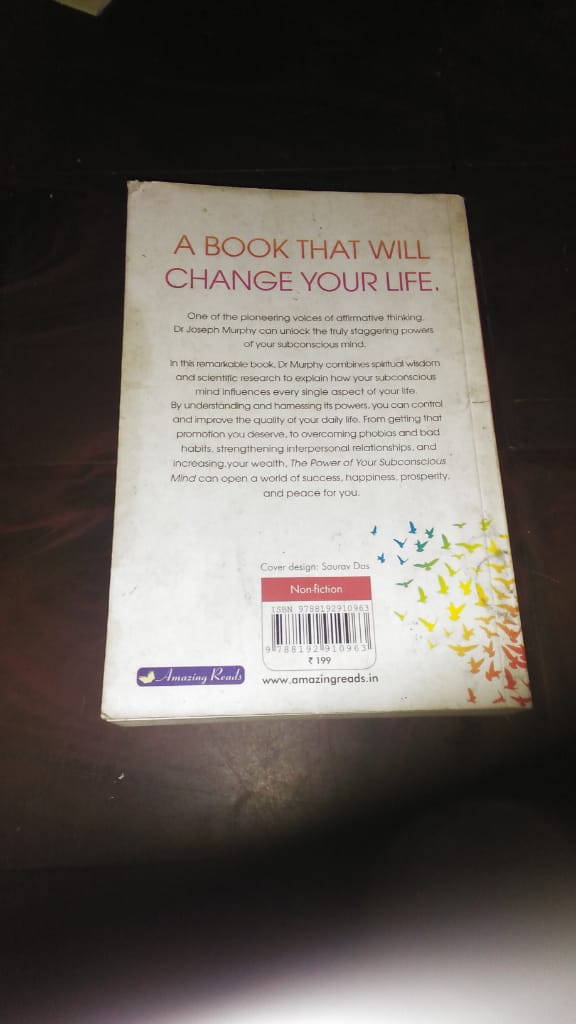 A BOOK THAT WILL
CHANGE YOUR LIFE.
One of the pioneering voices of affirmative thinking,
Dr Joseph Murphy can unlock the truly staggering powers
of your subconscious mind.
In this remarkable book, Dr Murphy combines spiritual wisdom
and scientific research to explain how your subconscious
mind influences every single aspect of your life.
By understanding and harnessing its powers, you can control
and improve the quality of your daily life. From getting that
promotion you deserve, to overcoming phobias and bad
habits, strengthening interpersonal relationships, and
increasing your wealth, The Power of Your Subconscious
Mind can open a world of success, happiness, prosperity,
and peace for you.
Cover design: Saurav Das
Non-fiction
ISBN 9788192910963
9 788192 910963
₹ 199
Amazing Reads
www.amazingreads.in